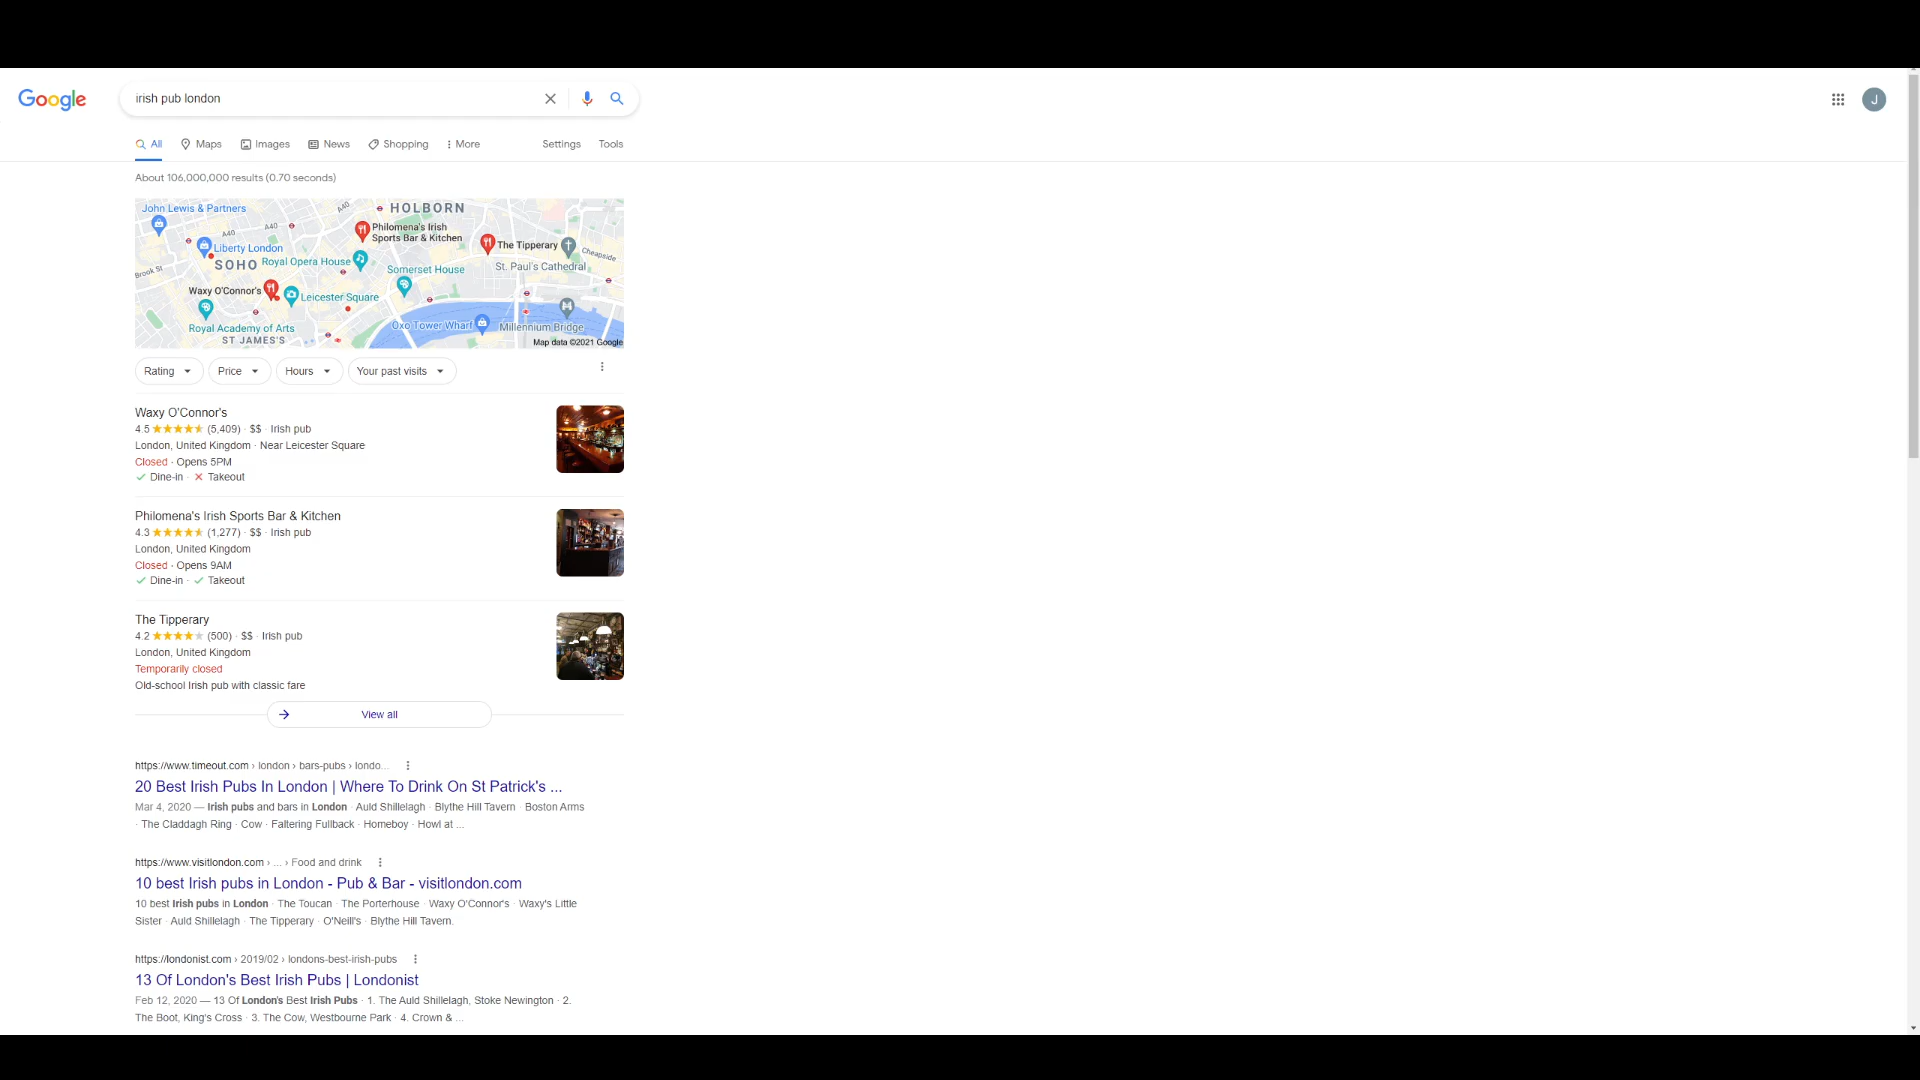 Google
irish pub london
J
All Maps Images News Shopping More Settings Tools
About 106,000,000 results (0.70 seconds)
John Lewis & Partners
A40
HOLBORN
A40
A40
Philomena's Irish
Sports Bar & Kitchen
Liberty London
The Tipperary
Cheapside
SOHO
Royal Opera House
St. Paul's Cathedral
Brook St
Somerset House
Waxy O'Connor's
Leicester Square
Royal Academy of Arts
Oxo Tower Wharf
Millennium Bridge
ST JAMES'S
Map data ©2021 Google
Rating Price Hours Your past visits
Waxy O'Connor's
4.5 (5,409) · $$ · Irish pub
London, United Kingdom · Near Leicester Square
Closed · Opens 5PM
Dine-in · Takeout
Philomena's Irish Sports Bar & Kitchen
4.3 (1,277) · $$ · Irish pub
London, United Kingdom
Closed · Opens 9AM
Dine-in · Takeout
The Tipperary
4.2 (500) · $$ · Irish pub
London, United Kingdom
Temporarily closed
Old-school Irish pub with classic fare
View all
https://www.timeout.com › london › bars-pubs › londo...
20 Best Irish Pubs In London | Where To Drink On St Patrick's ...
Mar 4, 2020 — Irish pubs and bars in London · Auld Shillelagh · Blythe Hill Tavern · Boston Arms
· The Claddagh Ring · Cow · Faltering Fullback · Homeboy · Howl at ...
https://www.visitlondon.com › ... › Food and drink
10 best Irish pubs in London - Pub & Bar - visitlondon.com
10 best Irish pubs in London · The Toucan · The Porterhouse · Waxy O'Connor's · Waxy's Little
Sister · Auld Shillelagh · The Tipperary · O'Neill's · Blythe Hill Tavern.
https://londonist.com › 2019/02 › londons-best-irish-pubs
13 Of London's Best Irish Pubs | Londonist
Feb 12, 2020 — 13 Of London's Best Irish Pubs · 1. The Auld Shillelagh, Stoke Newington · 2.
The Boot, King's Cross · 3. The Cow, Westbourne Park · 4. Crown & ...